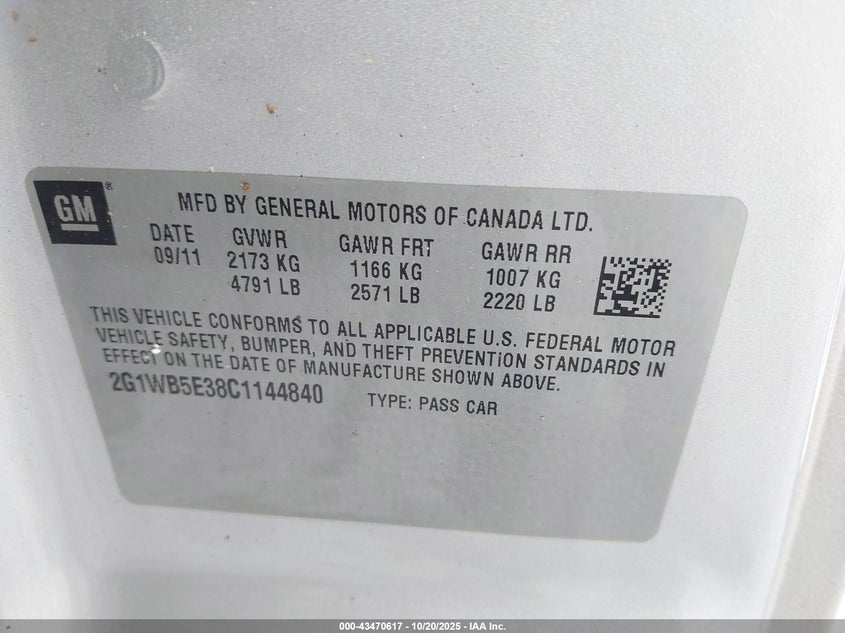 GM®
MFD BY GENERAL MOTORS OF CANADA LTD.
DATE GVWR GAWR FRT GAWR RR
09/11 2173 KG 1166 KG 1007 KG
4791 LB 2571 LB 2220 LB
THIS VEHICLE CONFORMS TO ALL APPLICABLE U.S. FEDERAL MOTOR
VEHICLE SAFETY, BUMPER, AND THEFT PREVENTION STANDARDS IN
EFFECT ON THE DATE OF MANUFACTURE SHOWN ABOVE.
2G1WB5E38C1144840 TYPE: PASS CAR
000-43470617 - 10/20/2025 - IAA Inc.